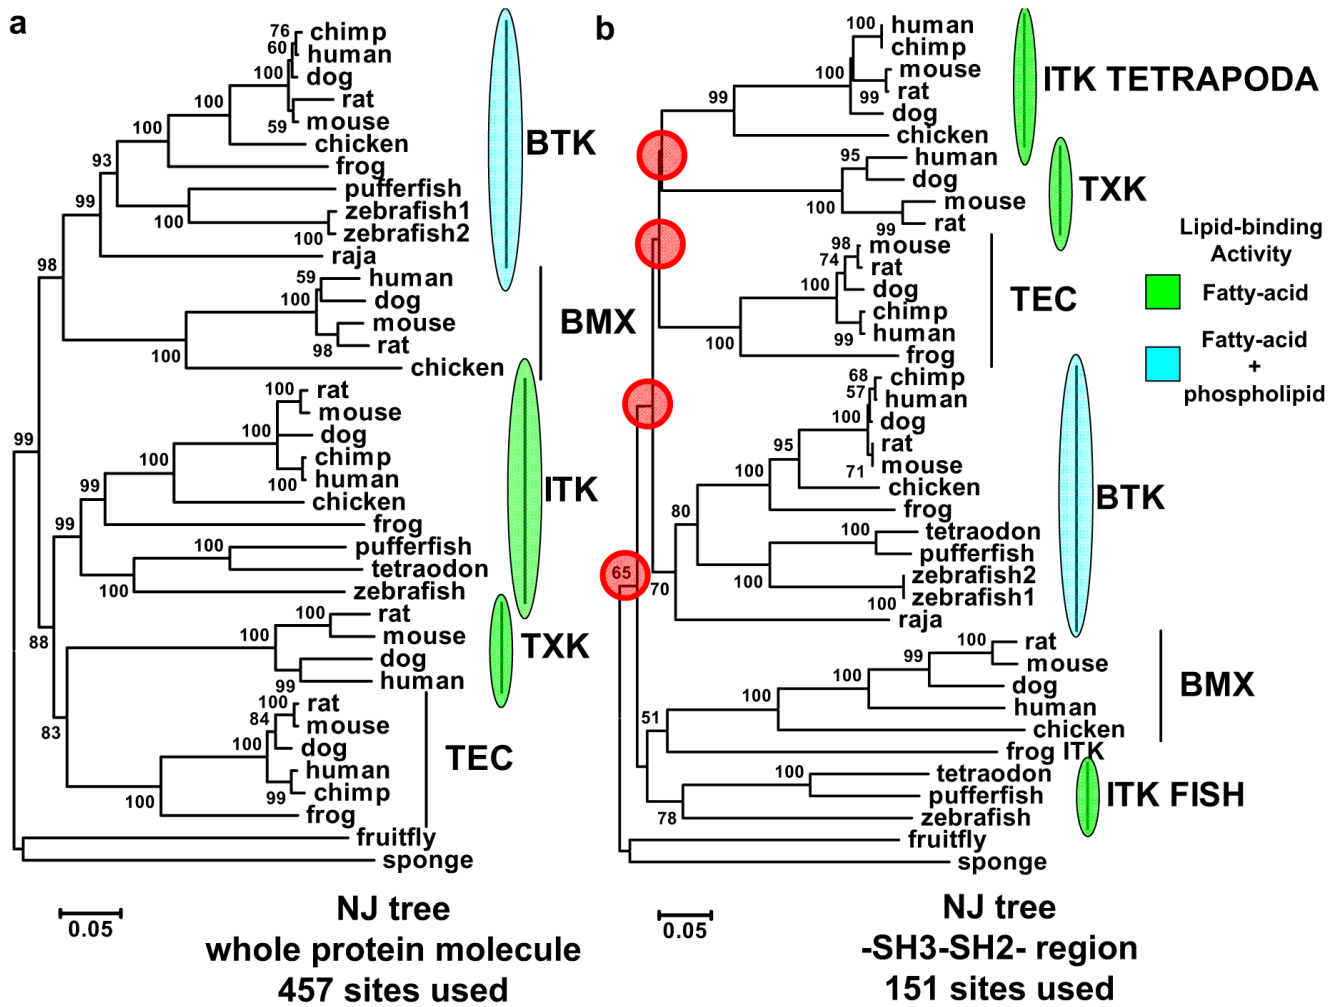 a
76
chimp
60
human
100
dog
rat
100
59
mouse
100
chicken
BTK
93
frog
pufferfish
99
100
zebrafish1
100
zebrafish2
raja
98
59
human
100
dog
BMX
mouse
98
rat
100
chicken
100
rat
mouse
100
dog
100
chimp
human
100
ITK
99
chicken
frog
99
100
pufferfish
tetraodon
100
zebrafish
99
100
rat
100
mouse
TXK
dog
99
human
88
100
rat
84
mouse
83
100
dog
TEC
human
99
chimp
100
frog
fruitfly
sponge
0.05
NJ tree
whole protein molecule
457 sites used
b
100
human
chimp
100
mouse
ITK TETRAPODA
99
99
rat
dog
chicken
95
human
dog
TXK
100
mouse
99
rat
98
mouse
74
rat
100
dog
TEC
chimp
99
human
100
frog
68
chimp
57
human
100
dog
95
rat
71
mouse
100
chicken
BTK
80
frog
100
tetraodon
pufferfish
100
zebrafish2
100
zebrafish1
65
70
raja
100
rat
99
mouse
100
dog
BMX
100
human
51
chicken
frog ITK
100
tetraodon
pufferfish
ITK FISH
78
zebrafish
fruitfly
sponge
0.05
NJ tree
-SH3-SH2- region
151 sites used
Lipid-binding
Activity
Fatty-acid
Fatty-acid
+
phospholipid